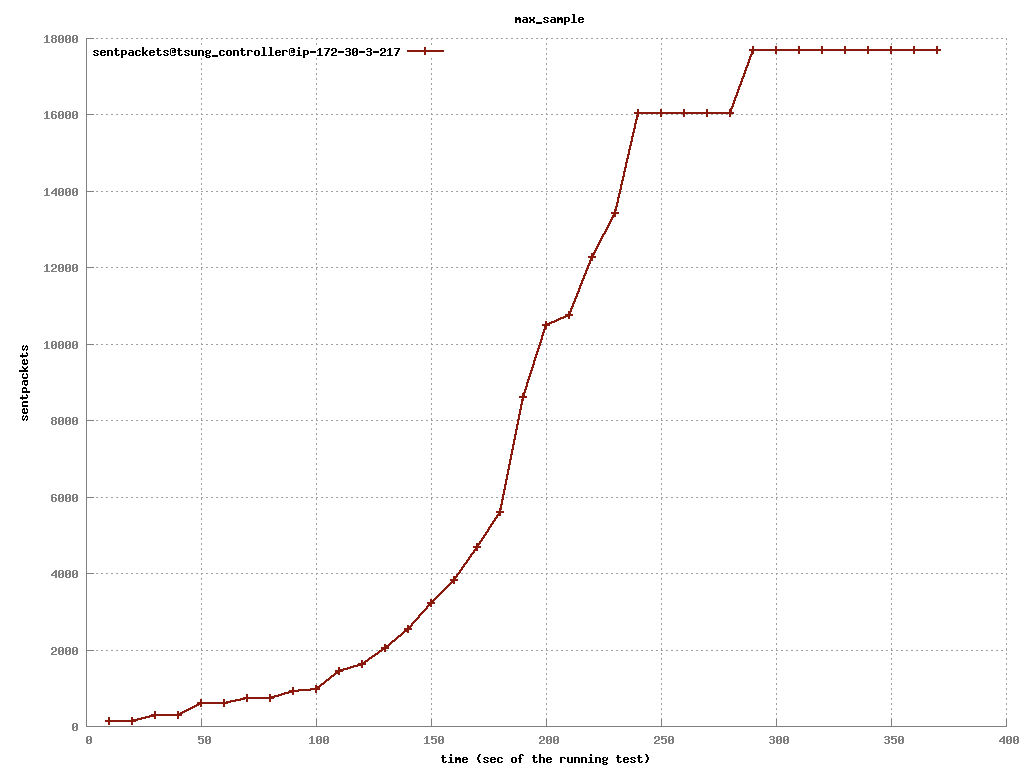 max_sample
sentpackets@tsung_controller@ip-172-30-3-217
18000
16000
14000
12000
10000
8000
6000
4000
2000
0
sentpackets
0 50 100 150 200 250 300 350 400
time (sec of the running test)